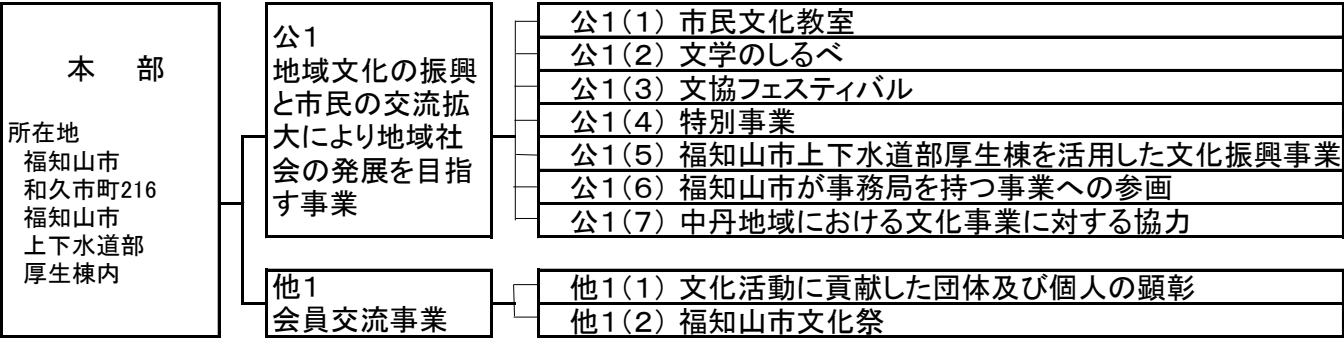 本　部
所在地
福知山市
和久市町216
福知山市
上下水道部
厚生棟内
公１
地域文化の振興
と市民の交流拡
大により地域社
会の発展を目指
す事業
公１（１） 市民文化教室
公１（２） 文学のしるべ
公１（３） 文協フェスティバル
公１（４） 特別事業
公１（５） 福知山市上下水道部厚生棟を活用した文化振興事業
公１（６） 福知山市が事務局を持つ事業への参画
公１（７） 中丹地域における文化事業に対する協力
他１
会員交流事業
他１（１） 文化活動に貢献した団体及び個人の顕彰
他１（２） 福知山市文化祭